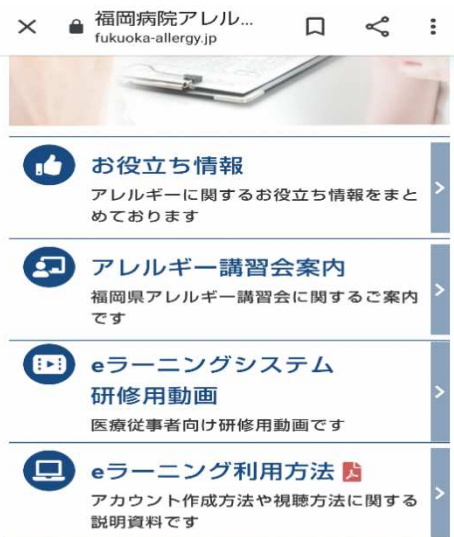 福岡病院アレル...
fukuoka-allergy.jp
お役立ち情報
アレルギーに関するお役立ち情報をまと
めております
アレルギー講習会案内
福岡県アレルギー講習会に関するご案内
です
eラーニングシステム
研修用動画
医療従事者向け研修用動画です
eラーニング利用方法
アカウント作成方法や視聴方法に関する
説明資料です